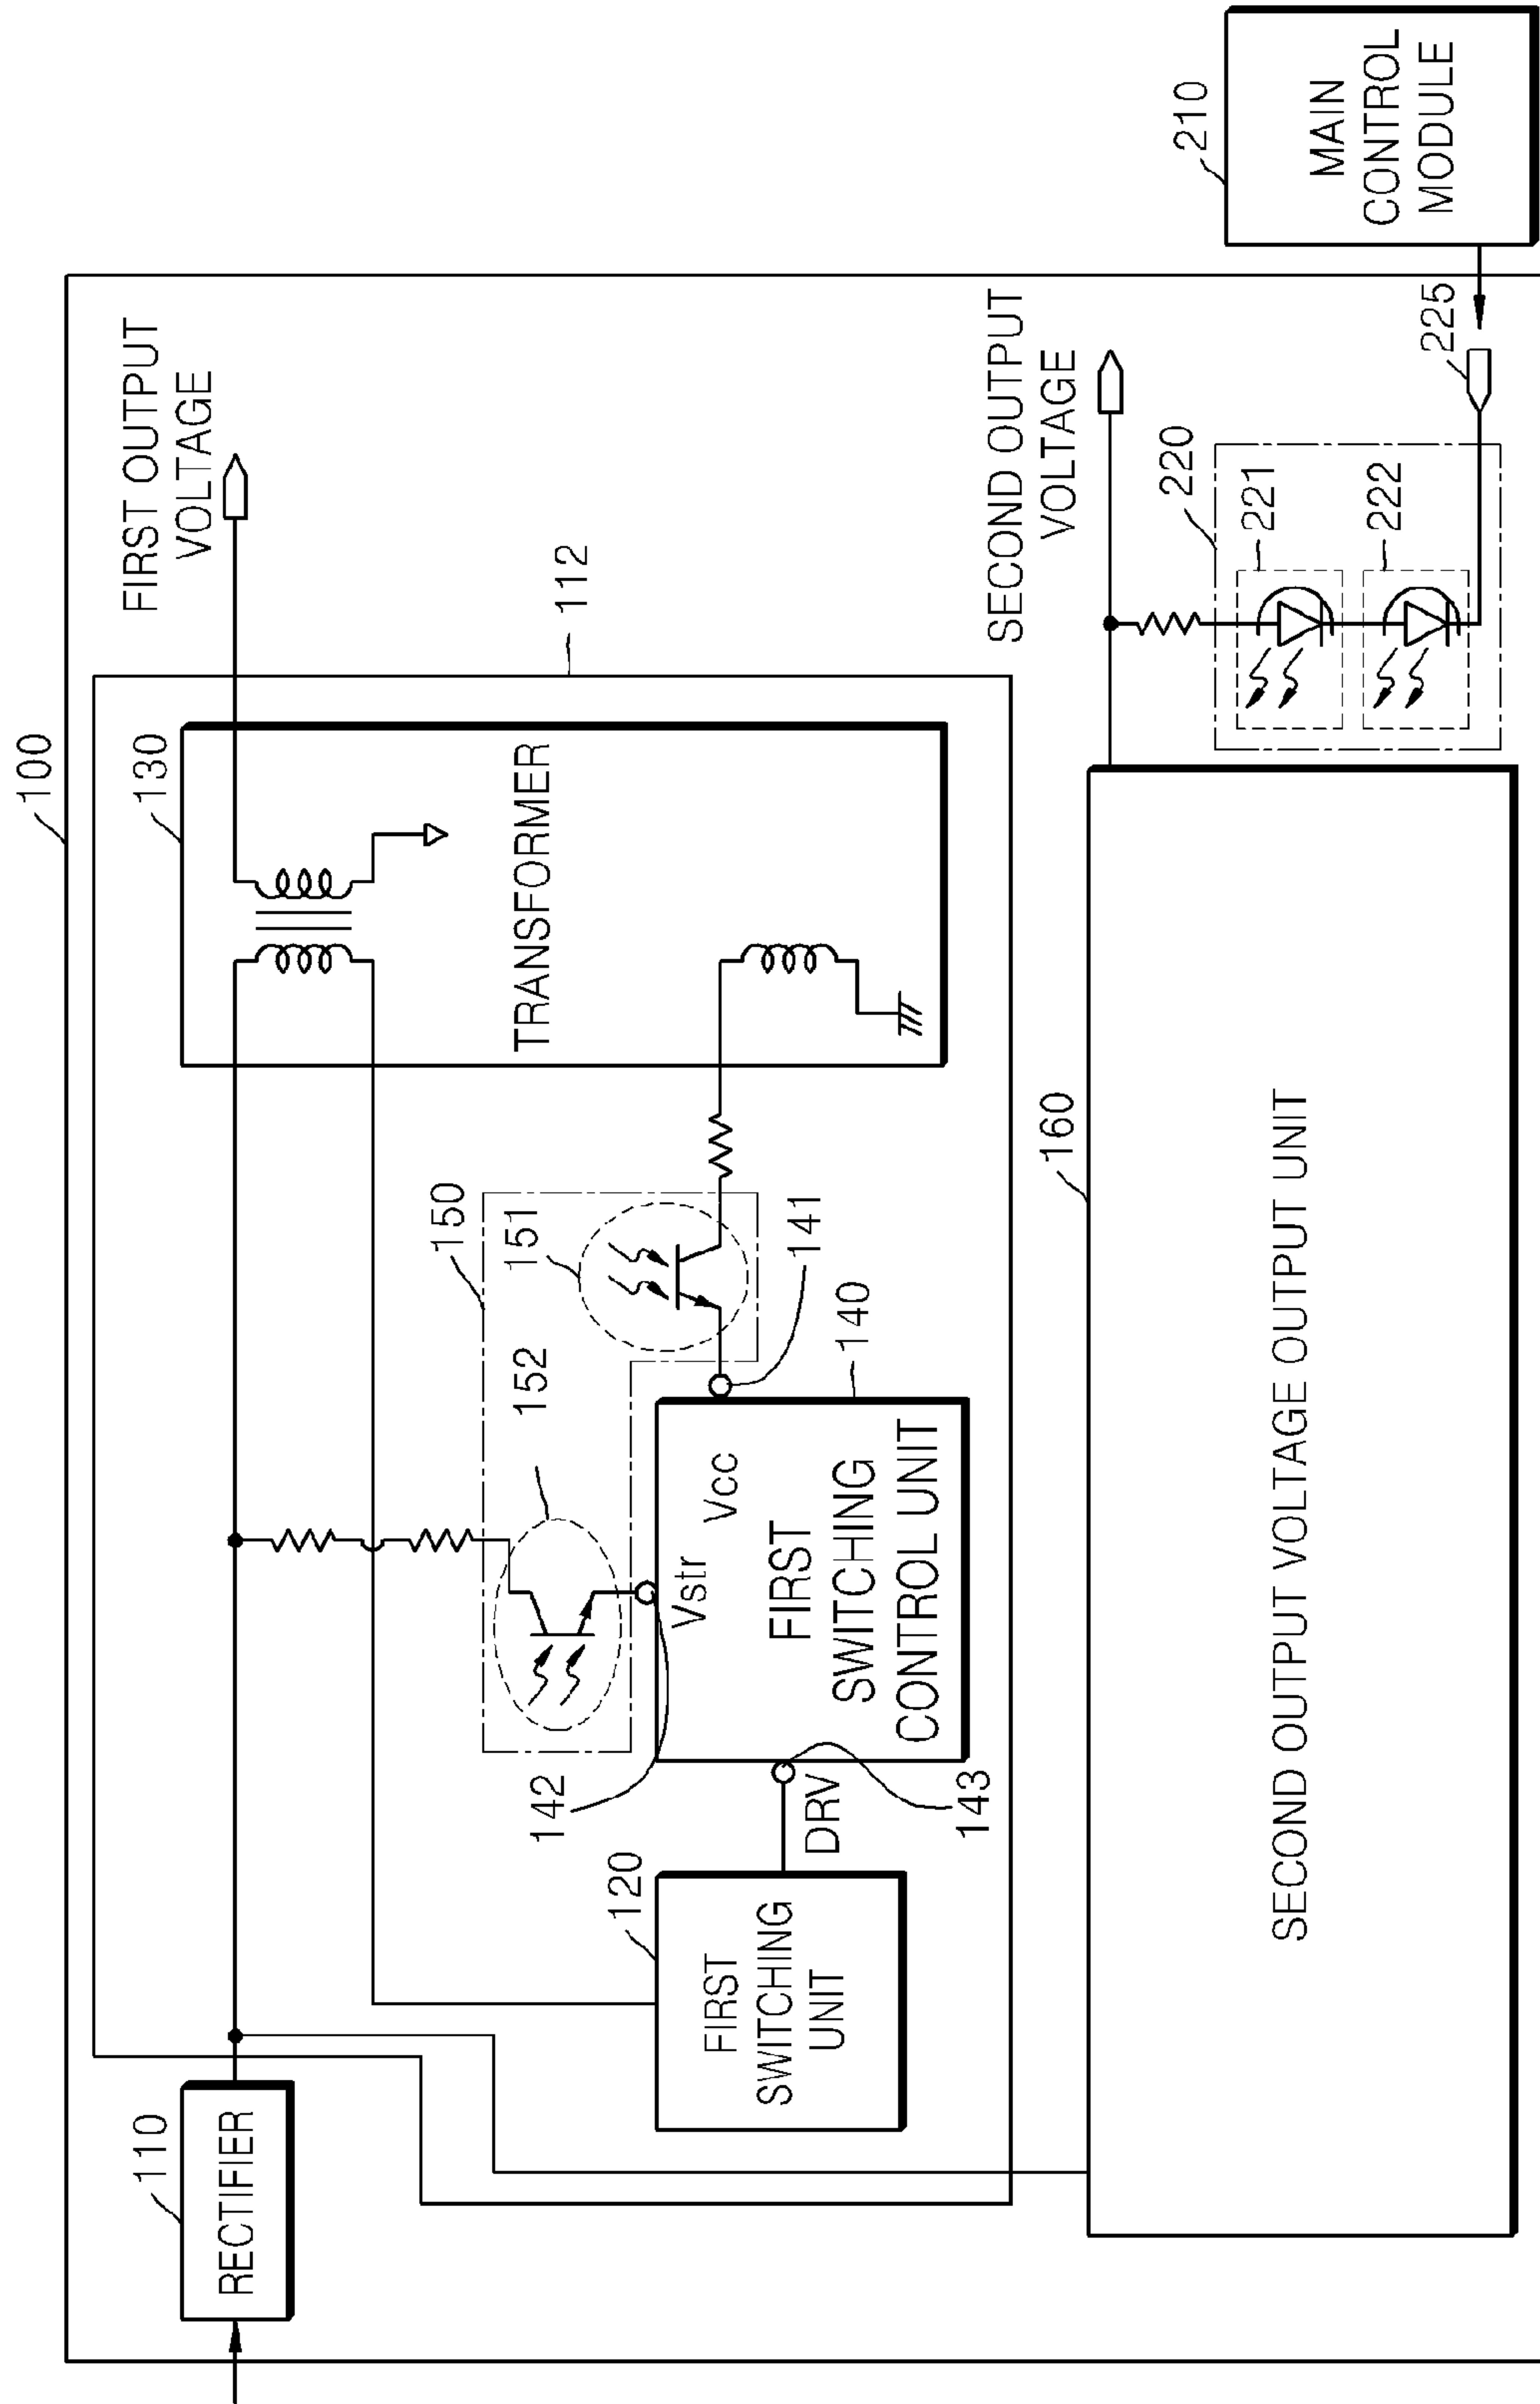 100
110
RECTIFIER
130
TRANSFORMER
FIRST OUTPUT
VOLTAGE
112
150
151
152
141
142
Vstr
Vcc
140
FIRST
SWITCHING
CONTROL UNIT
143
DRV
120
FIRST
SWITCHING
UNIT
160
SECOND OUTPUT VOLTAGE OUTPUT UNIT
SECOND OUTPUT
VOLTAGE
220
221
222
225
210
MAIN
CONTROL
MODULE